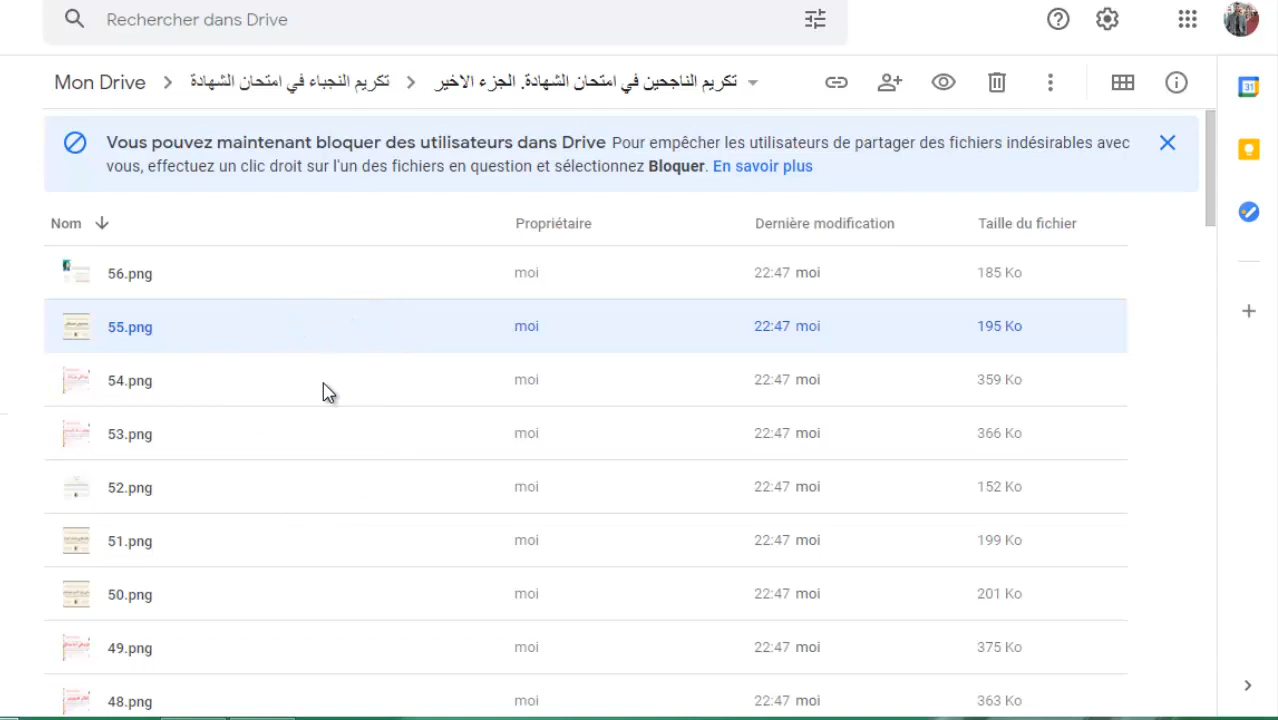 Rechercher dans Drive
Mon Drive > تكريم النجباء في امتحان الشهادة > تكريم الناجحين في امتحان الشهادة. الجزء الاخير
31
Vous pouvez maintenant bloquer des utilisateurs dans Drive Pour empêcher les utilisateurs de partager des fichiers indésirables avec
vous, effectuez un clic droit sur l'un des fichiers en question et sélectionnez Bloquer. En savoir plus
Nom Propriétaire Dernière modification Taille du fichier
56.png moi 22:47 moi 185 Ko
55.png moi 22:47 moi 195 Ko
54.png moi 22:47 moi 359 Ko
53.png moi 22:47 moi 366 Ko
52.png moi 22:47 moi 152 Ko
51.png moi 22:47 moi 199 Ko
50.png moi 22:47 moi 201 Ko
49.png moi 22:47 moi 375 Ko
48.png moi 22:47 moi 363 Ko